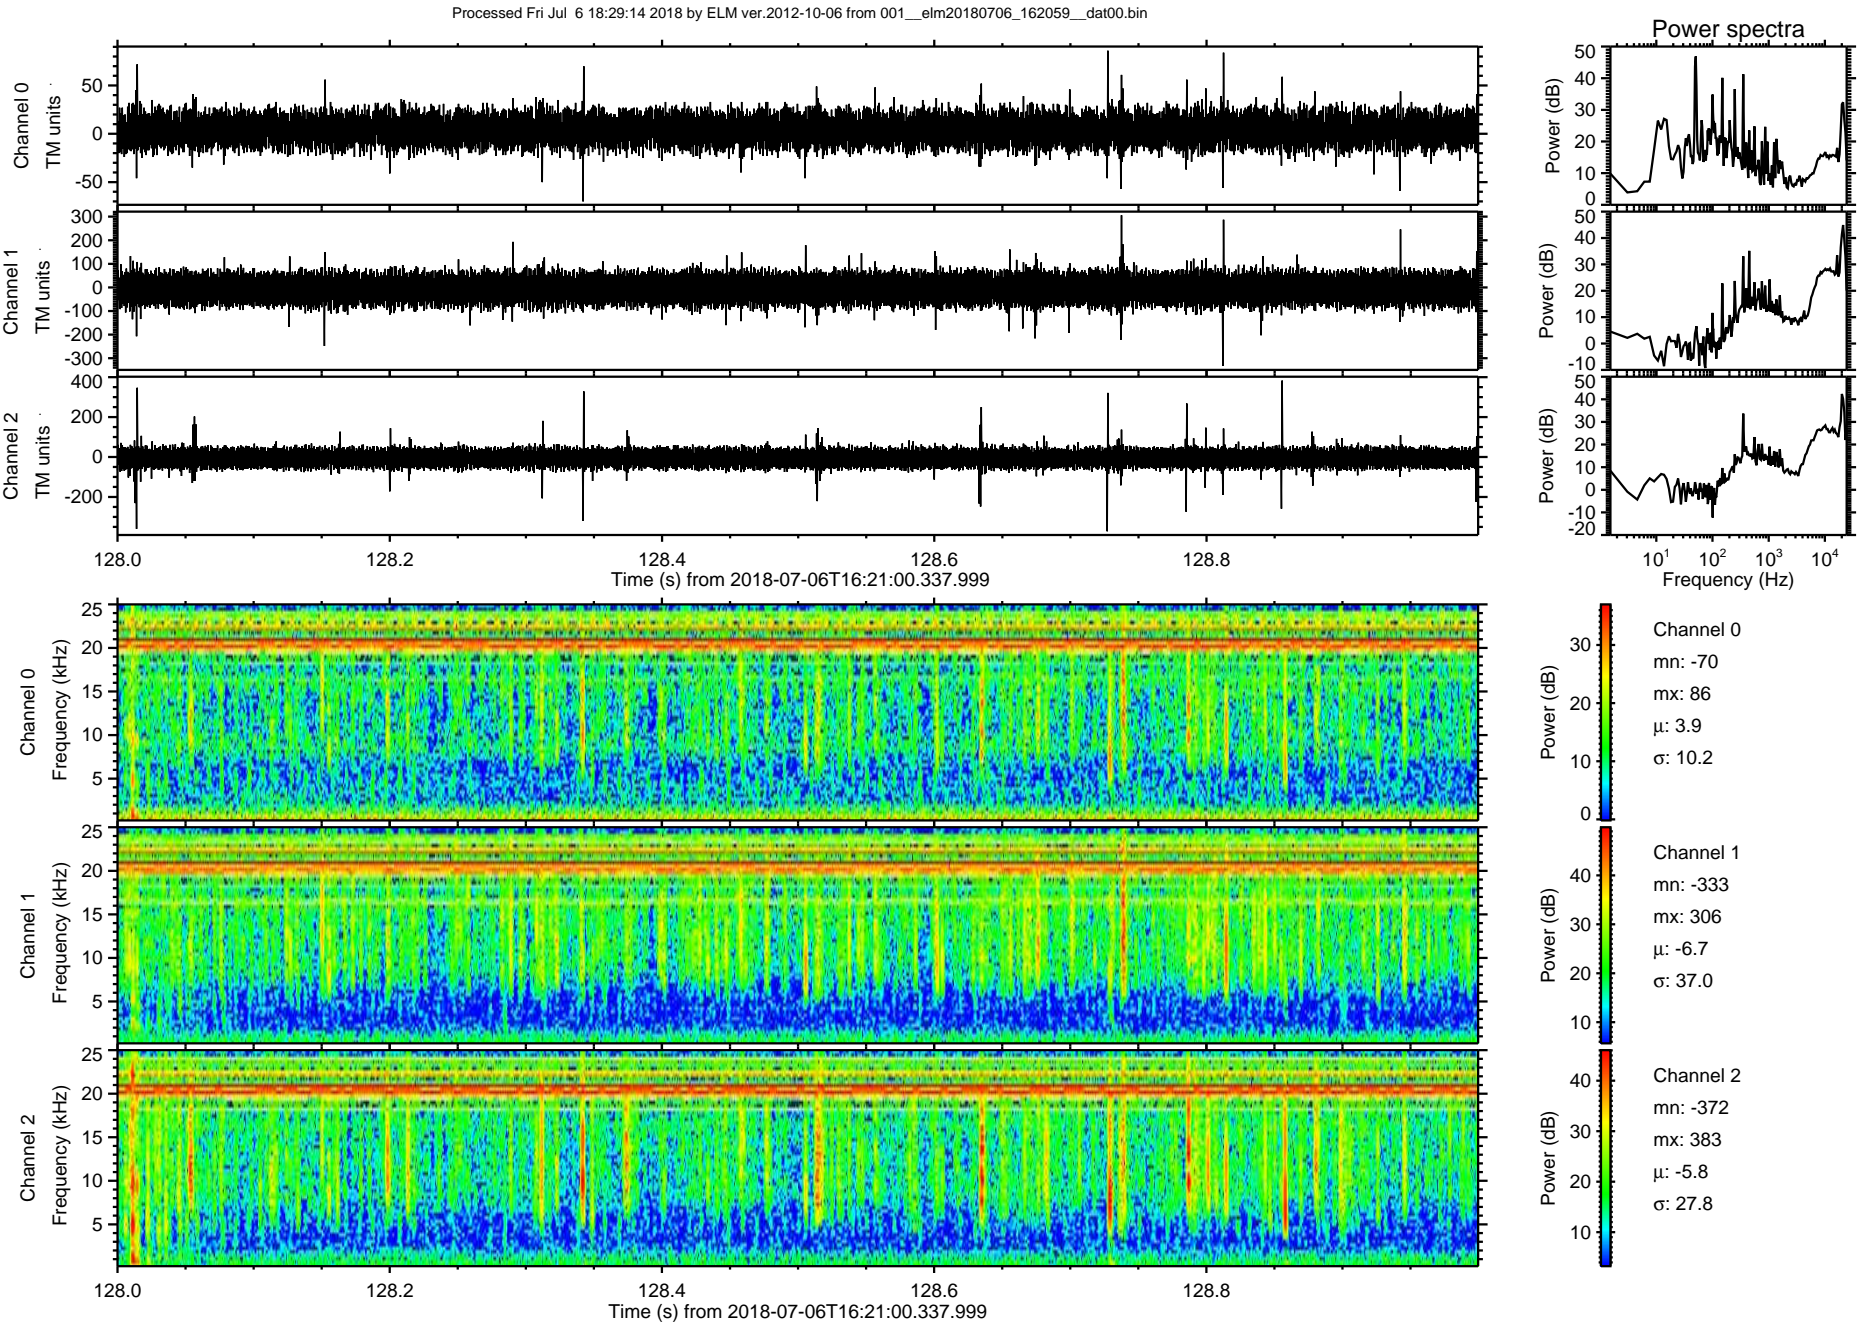 Processed Fri Jul  6 18:29:14 2018 by ELM ver.2012-10-06 from 001__elm20180706_162059__dat00.bin
Power spectra
Channel 0
TM units
50
0
-50
Power (dB)
50
40
30
20
10
0
Channel 1
TM units
300
200
100
0
-100
-200
-300
Power (dB)
50
40
30
20
10
0
-10
Channel 2
TM units
400
200
0
-200
Power (dB)
50
40
30
20
10
0
-10
-20
128.0 128.2 128.4 128.6 128.8
Time (s) from 2018-07-06T16:21:00.337.999
10^1 10^2 10^3 10^4
Frequency (Hz)
Channel 0
Frequency (kHz)
25
20
15
10
5
Power (dB)
30
20
10
0
Channel 0
mn: -70
mx: 86
μ: 3.9
σ: 10.2
Channel 1
Frequency (kHz)
25
20
15
10
5
Power (dB)
40
30
20
10
Channel 1
mn: -333
mx: 306
μ: -6.7
σ: 37.0
Channel 2
Frequency (kHz)
25
20
15
10
5
Power (dB)
40
30
20
10
Channel 2
mn: -372
mx: 383
μ: -5.8
σ: 27.8
128.0 128.2 128.4 128.6 128.8
Time (s) from 2018-07-06T16:21:00.337.999